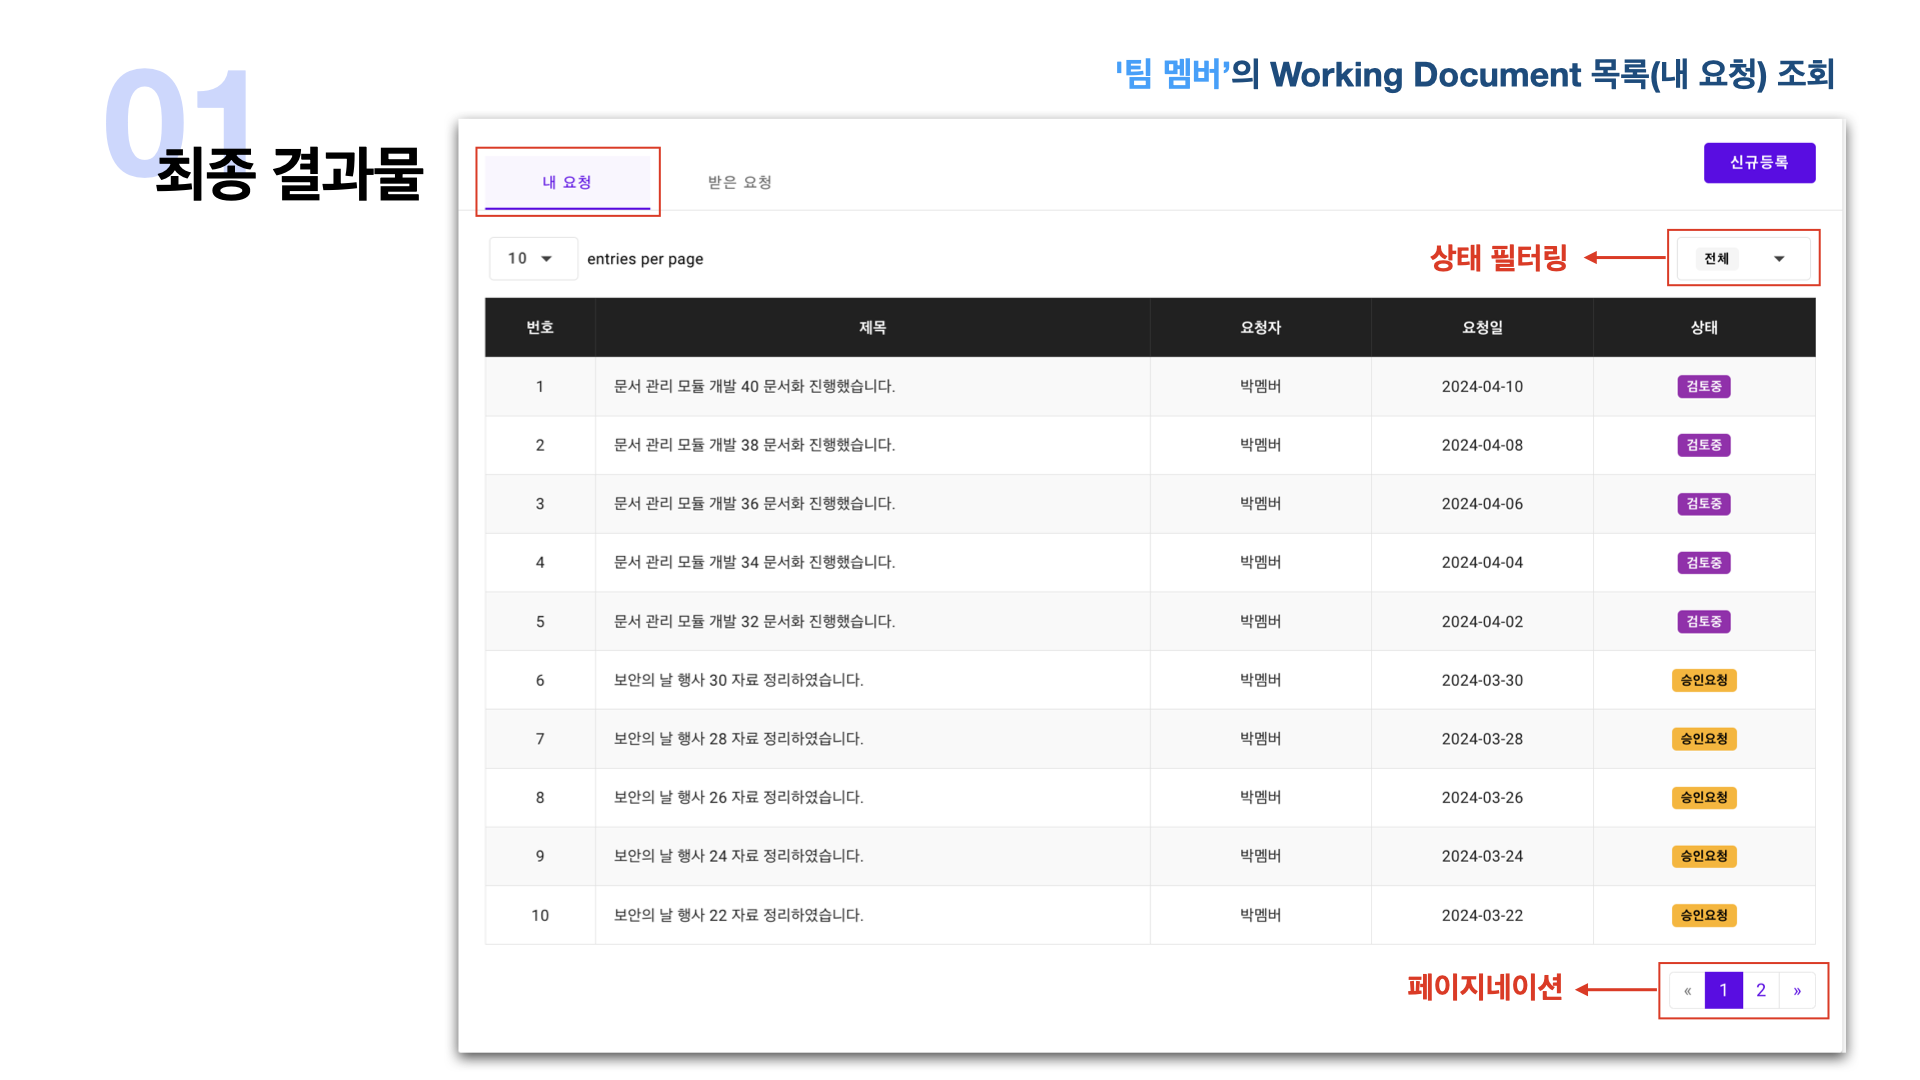 01
최종 결과물
'팀 멤버’의 Working Document 목록(내 요청) 조회
내 요청 받은 요청 신규등록
10 entries per page 상태 필터링 전체
번호 제목 요청자 요청일 상태
1 문서 관리 모듈 개발 40 문서화 진행했습니다. 박멤버 2024-04-10 검토중
2 문서 관리 모듈 개발 38 문서화 진행했습니다. 박멤버 2024-04-08 검토중
3 문서 관리 모듈 개발 36 문서화 진행했습니다. 박멤버 2024-04-06 검토중
4 문서 관리 모듈 개발 34 문서화 진행했습니다. 박멤버 2024-04-04 검토중
5 문서 관리 모듈 개발 32 문서화 진행했습니다. 박멤버 2024-04-02 검토중
6 보안의 날 행사 30 자료 정리하였습니다. 박멤버 2024-03-30 승인요청
7 보안의 날 행사 28 자료 정리하였습니다. 박멤버 2024-03-28 승인요청
8 보안의 날 행사 26 자료 정리하였습니다. 박멤버 2024-03-26 승인요청
9 보안의 날 행사 24 자료 정리하였습니다. 박멤버 2024-03-24 승인요청
10 보안의 날 행사 22 자료 정리하였습니다. 박멤버 2024-03-22 승인요청
페이지네이션 « 1 2 »